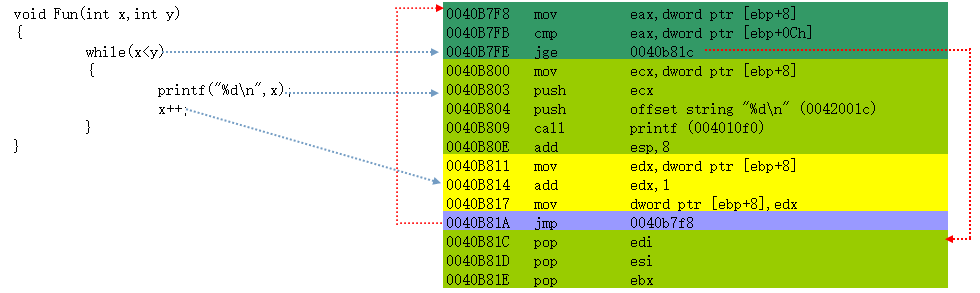 void Fun(int x,int y)
{
while(x<y)
{
printf("%d\n",x);
x++;
}
}
0040B7F8 mov eax,dword ptr [ebp+8]
0040B7FB cmp eax,dword ptr [ebp+0Ch]
0040B7FE jge 0040b81c
0040B800 mov ecx,dword ptr [ebp+8]
0040B803 push ecx
0040B804 push offset string "%d\n" (0042001c)
0040B809 call printf (004010f0)
0040B80E add esp,8
0040B811 mov edx,dword ptr [ebp+8]
0040B814 add edx,1
0040B817 mov dword ptr [ebp+8],edx
0040B81A jmp 0040b7f8
0040B81C pop edi
0040B81D pop esi
0040B81E pop ebx